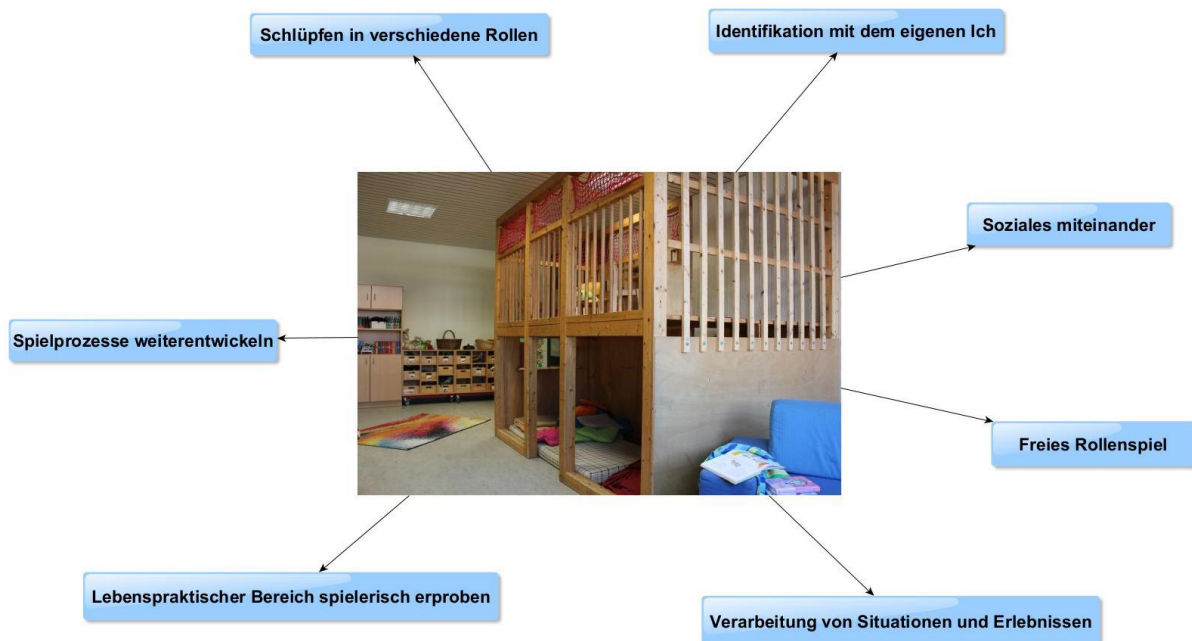 Schlüpfen in verschiedene Rollen
Identifikation mit dem eigenen Ich
Soziales miteinander
Spielprozesse weiterentwickeln
Freies Rollenspiel
Lebenspraktischer Bereich spielerisch erproben
Verarbeitung von Situationen und Erlebnissen